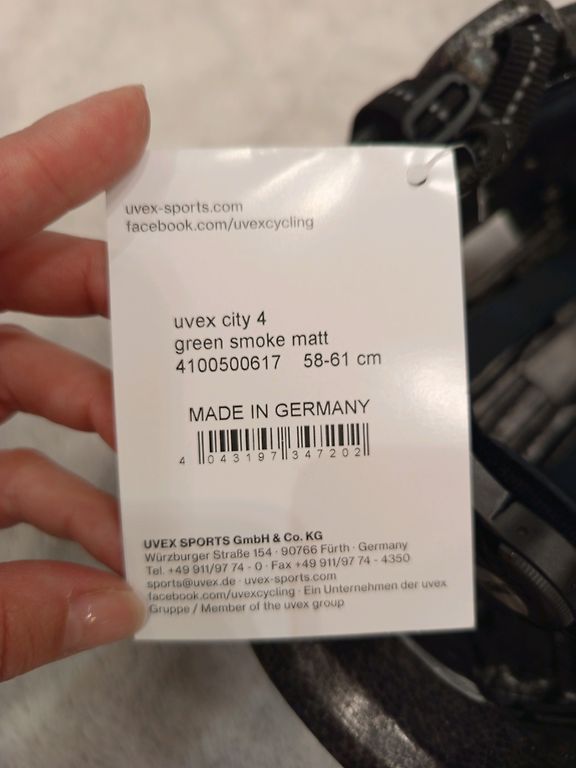 uvex-sports.com
facebook.com/uvexcycling
uvex city 4
green smoke matt
4100500617 58-61 cm
MADE IN GERMANY
4 043197 347202
UVEX SPORTS GmbH & Co. KG
Würzburger Straße 154 · 90766 Fürth · Germany
Tel. +49 911/97 74 - 0 · Fax +49 911/97 74 - 4350
sports@uvex.de · uvex-sports.com
facebook.com/uvexcycling · Ein Unternehmen der uvex
Gruppe / Member of the uvex group